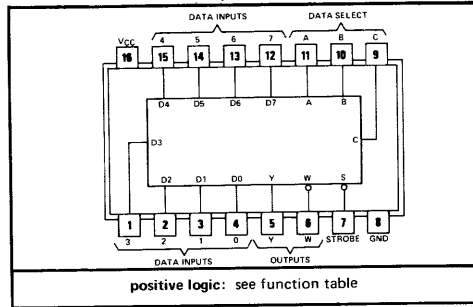 DATA INPUTS DATA SELECT
VCC 4 5 6 7 A B C
16 15 14 13 12 11 10 9
D4 D5 D6 D7 A B
D3 C
D2 D1 D0 Y W S
1 2 3 4 5 6 7 8
3 2 1 0 Y W STROBE GND
DATA INPUTS OUTPUTS
positive logic: see function table